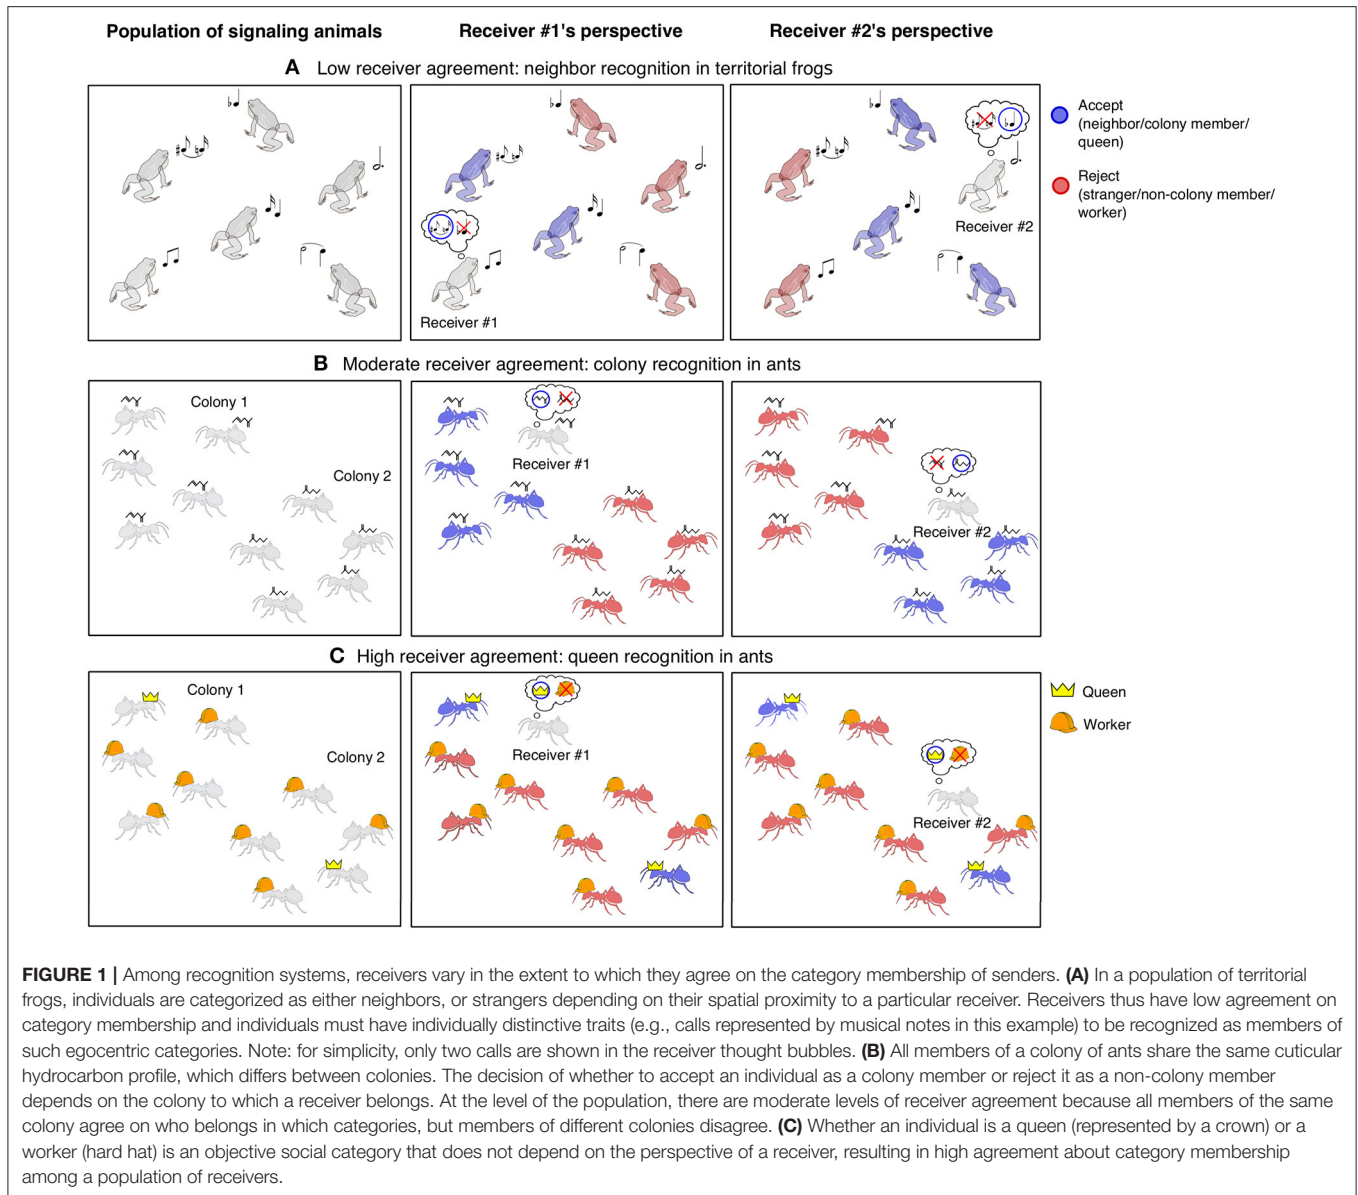 Population of signaling animals
Receiver #1's perspective
Receiver #2's perspective
A Low receiver agreement: neighbor recognition in territorial frogs
Accept
(neighbor/colony member/
queen)
Reject
(stranger/non-colony member/
worker)
Receiver #1
Receiver #2
B Moderate receiver agreement: colony recognition in ants
Colony 1
Colony 2
Receiver #1
Receiver #2
C High receiver agreement: queen recognition in ants
Colony 1
Colony 2
Receiver #1
Receiver #2
Queen
Worker
FIGURE 1 | Among recognition systems, receivers vary in the extent to which they agree on the category membership of senders. (A) In a population of territorial
frogs, individuals are categorized as either neighbors, or strangers depending on their spatial proximity to a particular receiver. Receivers thus have low agreement on
category membership and individuals must have individually distinctive traits (e.g., calls represented by musical notes in this example) to be recognized as members of
such egocentric categories. Note: for simplicity, only two calls are shown in the receiver thought bubbles. (B) All members of a colony of ants share the same cuticular
hydrocarbon profile, which differs between colonies. The decision of whether to accept an individual as a colony member or reject it as a non-colony member
depends on the colony to which a receiver belongs. At the level of the population, there are moderate levels of receiver agreement because all members of the same
colony agree on who belongs in which categories, but members of different colonies disagree. (C) Whether an individual is a queen (represented by a crown) or a
worker (hard hat) is an objective social category that does not depend on the perspective of a receiver, resulting in high agreement about category membership
among a population of receivers.